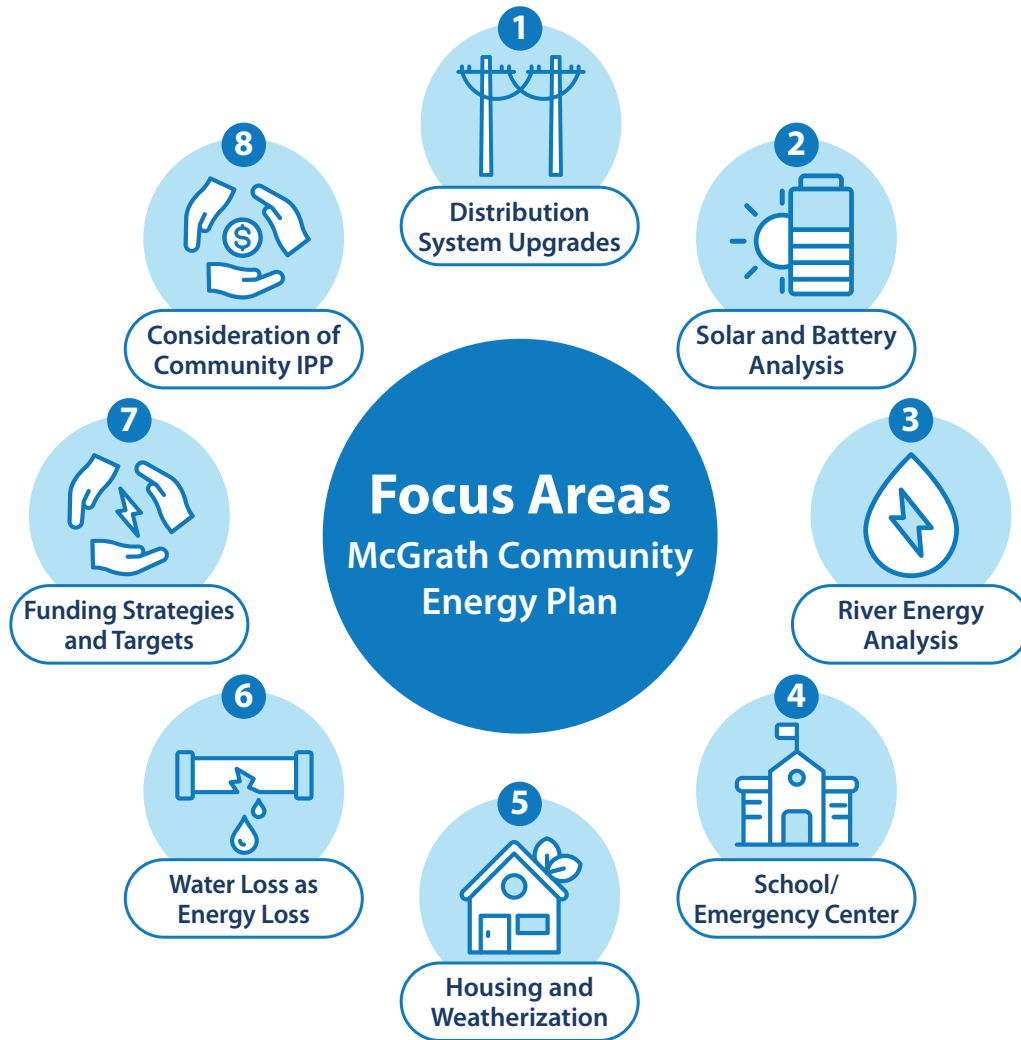 Focus Areas
McGrath Community
Energy Plan
1
Distribution
System Upgrades
2
Solar and Battery
Analysis
3
River Energy
Analysis
4
School/
Emergency Center
5
Housing and
Weatherization
6
Water Loss as
Energy Loss
7
Funding Strategies
and Targets
8
$
Consideration of
Community IPP